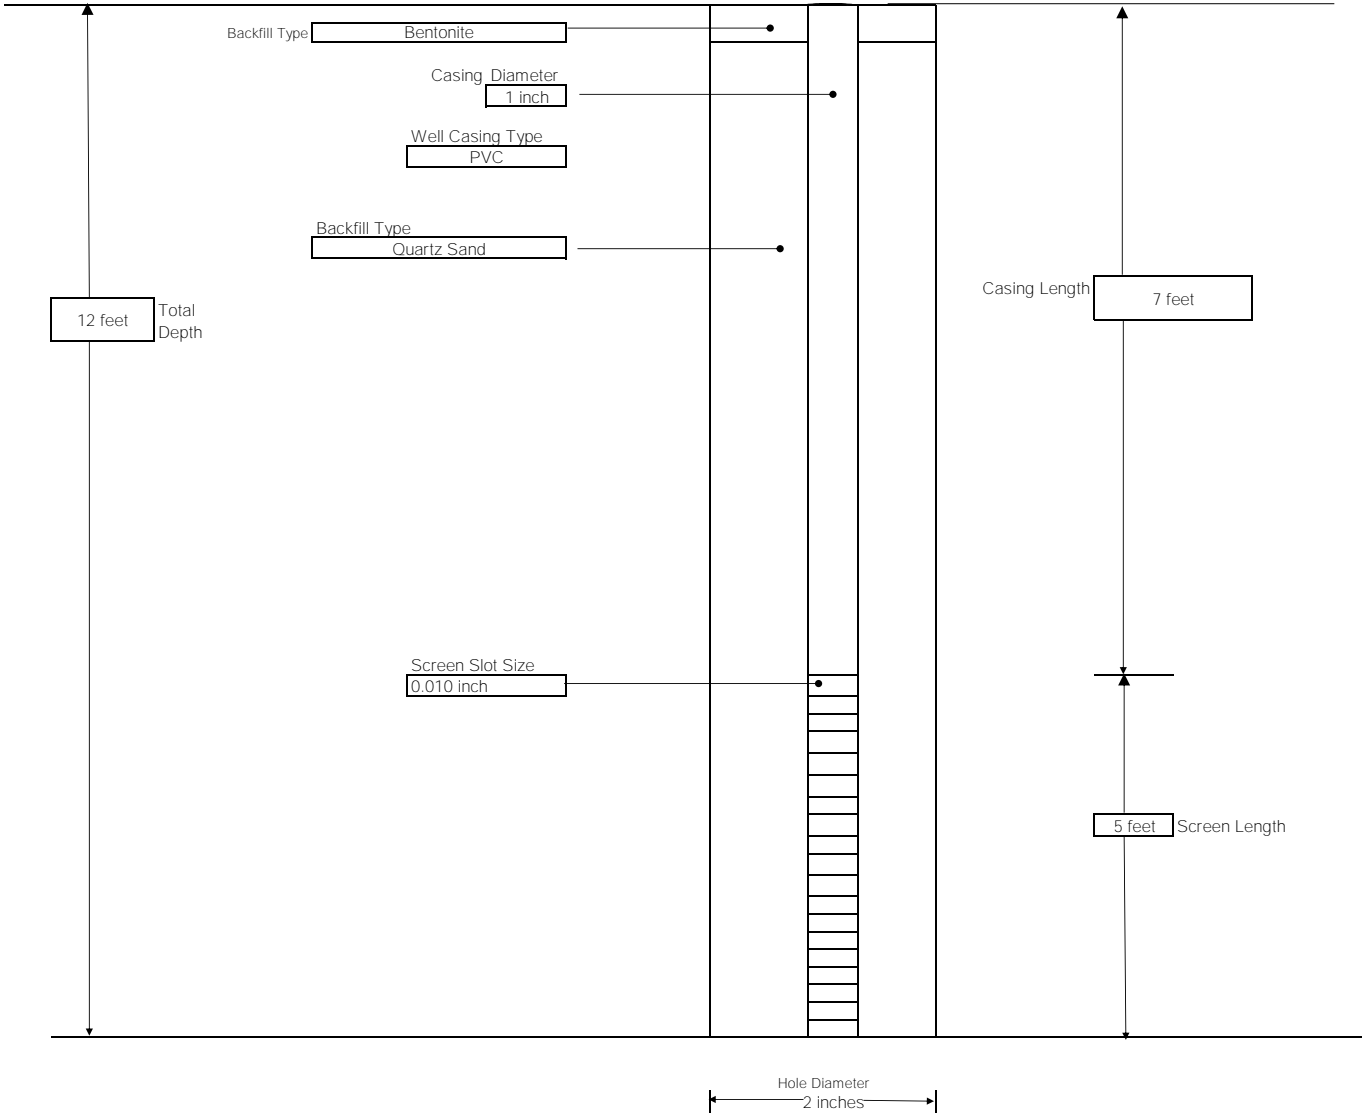 Backfill Type
Bentonite
Casing Diameter
1 inch
Well Casing Type
PVC
Backfill Type
Quartz Sand
Casing Length
7 feet
12 feet
Total
Depth
Screen Slot Size
0.010 inch
5 feet
Screen Length
Hole Diameter
2 inches